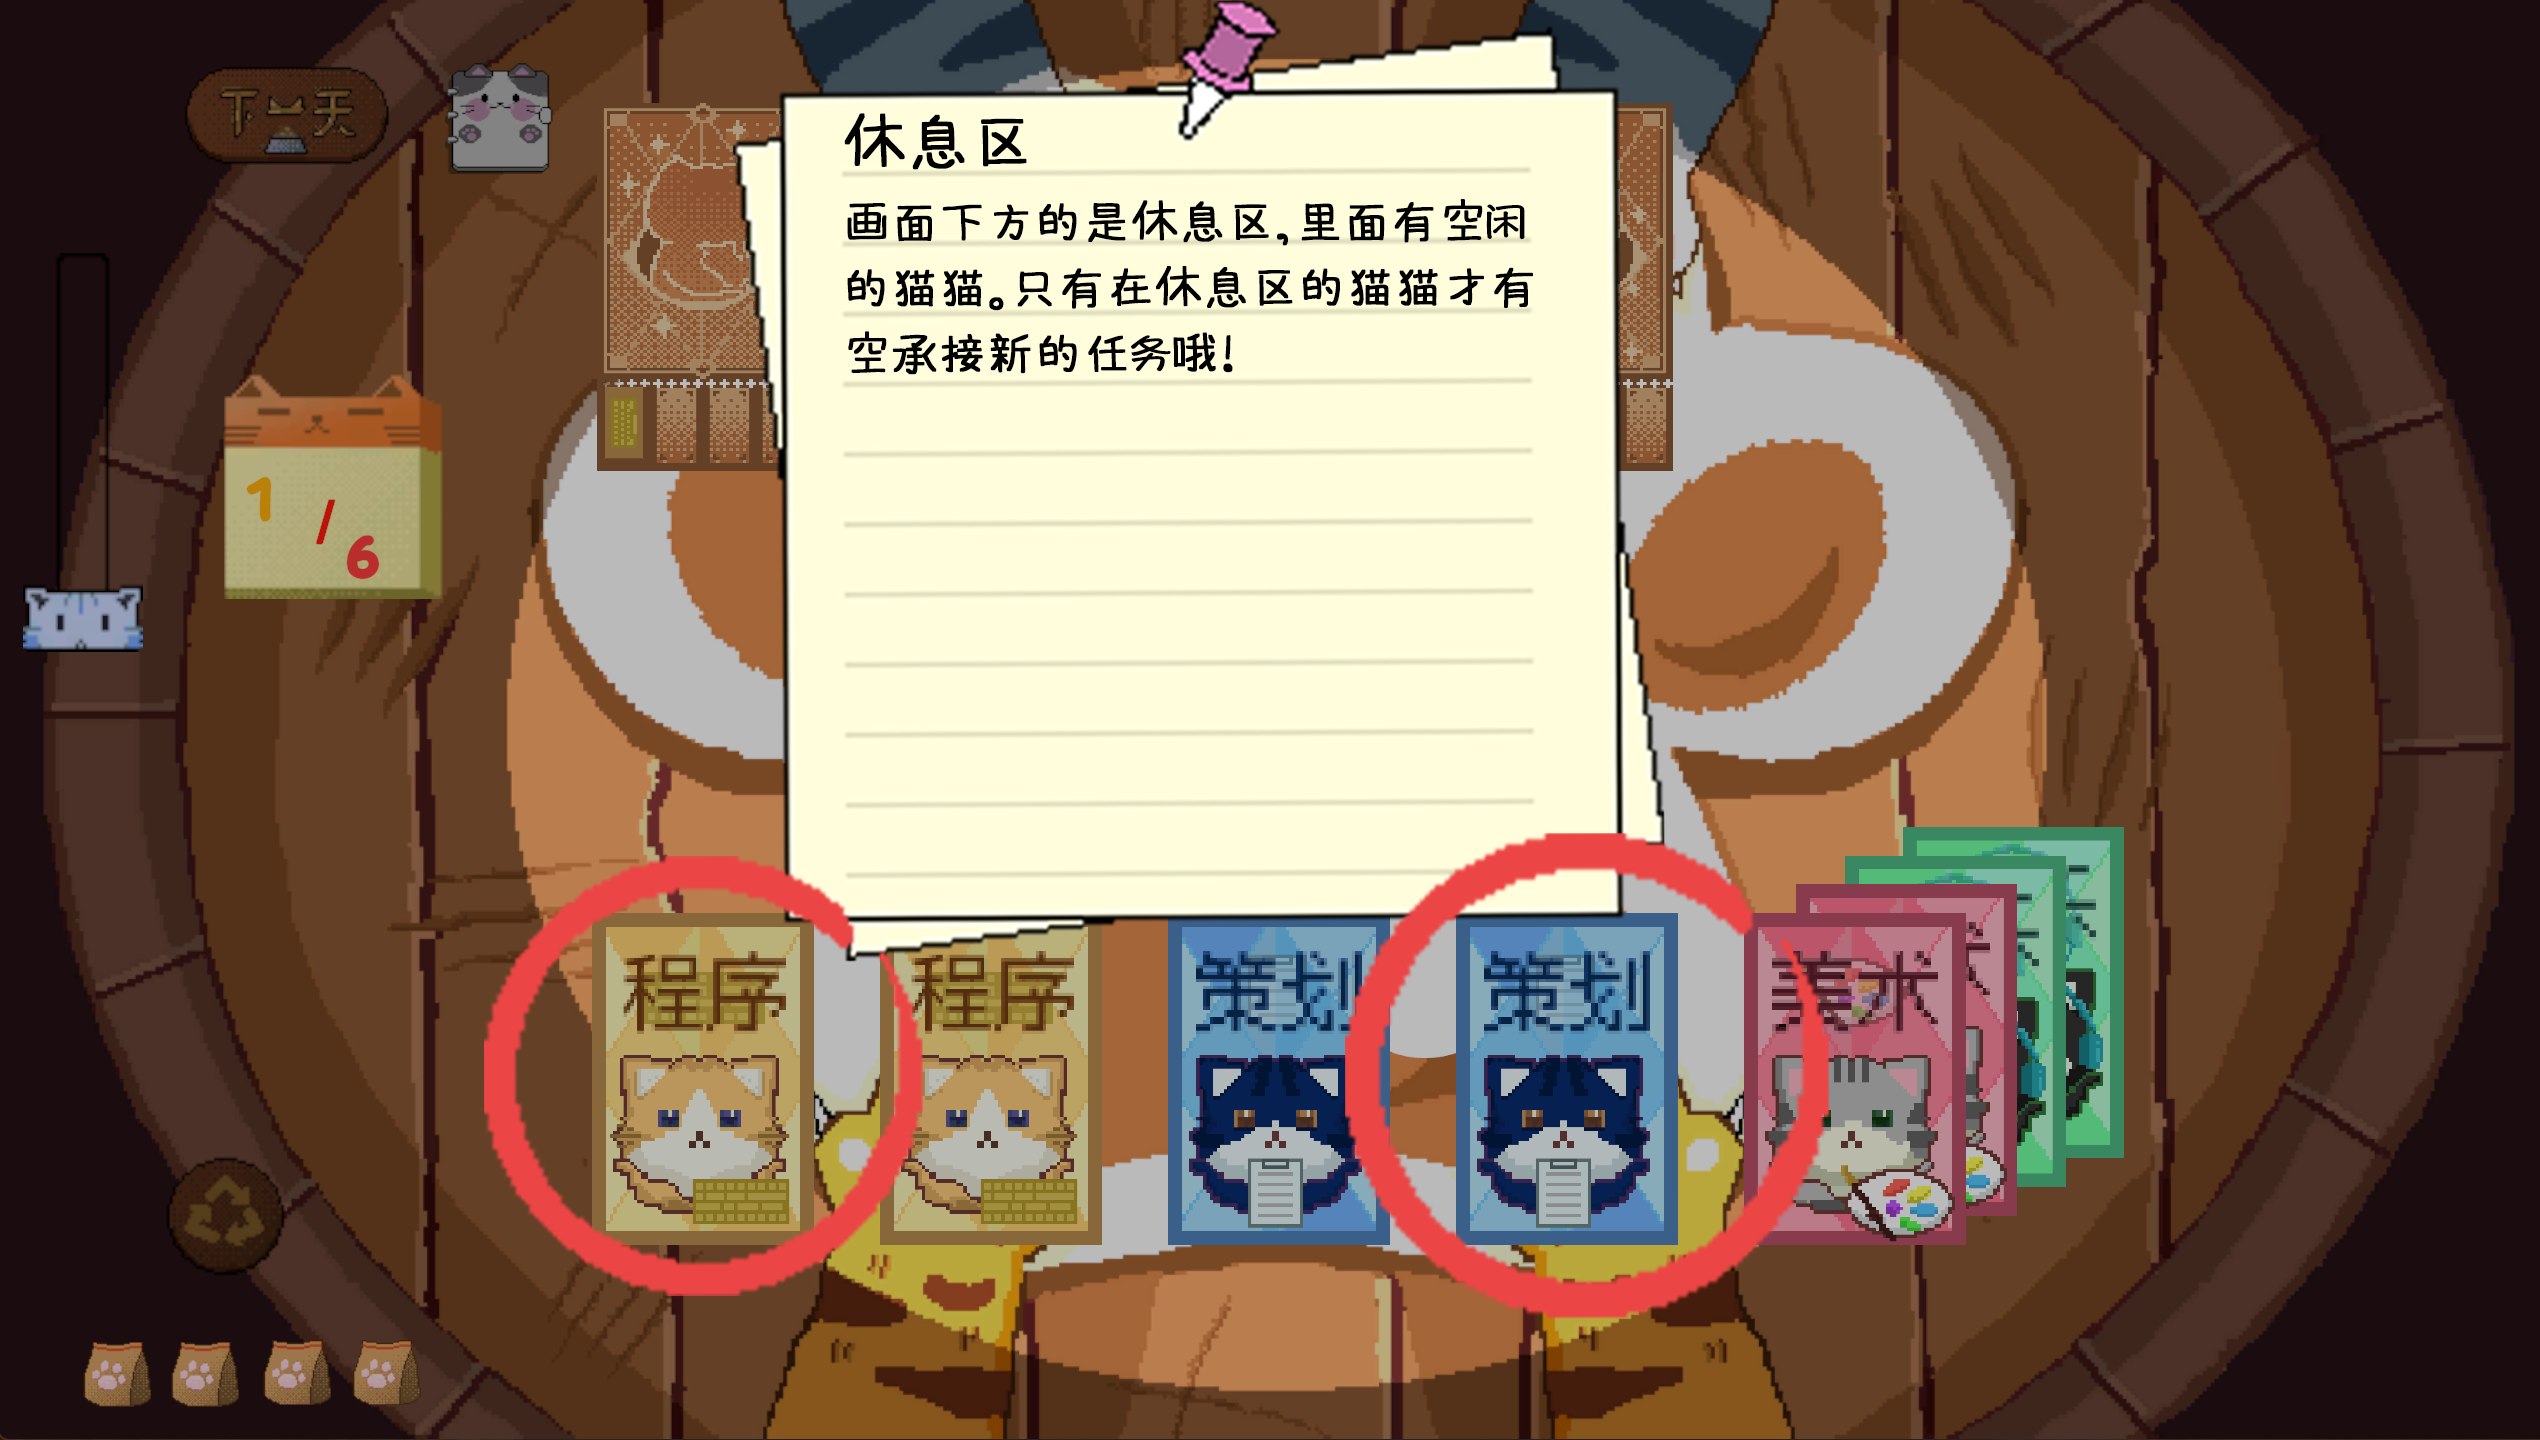 下一天
休息区
画面下方的是休息区,里面有空闲
的猫猫。只有在休息区的猫猫才有
空承接新的任务哦!
1/6
程序
程序
策划
策划
美术